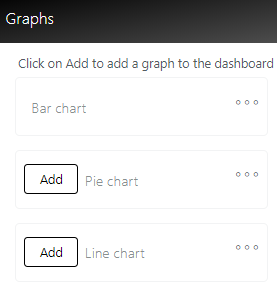 Graphs
Click on Add to add a graph to the dashboard
Bar chart
Add Pie chart
Add Line chart